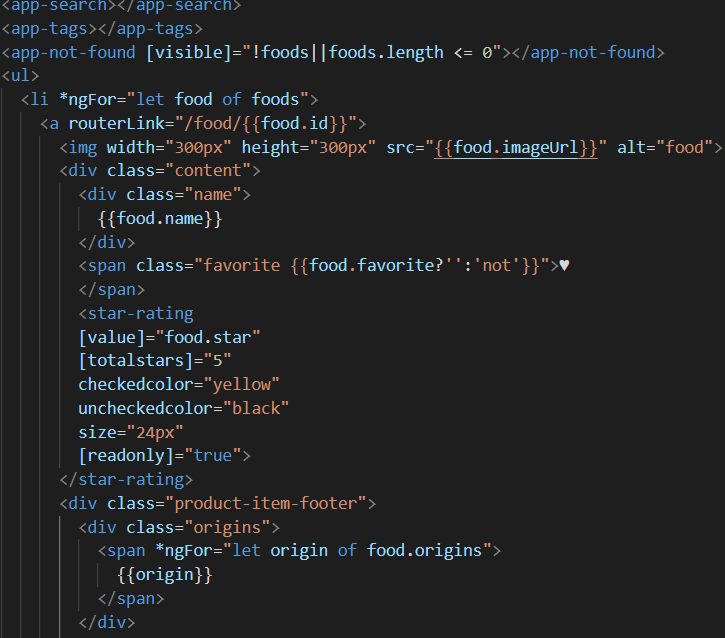 <app-search></app-search>
<app-tags></app-tags>
<app-not-found [visible]="!foods||foods.length <= 0"></app-not-found>
<ul>
<li *ngFor="let food of foods">
<a routerLink="/food/{{food.id}}">
<img width="300px" height="300px" src="{{food.imageUrl}}" alt="food">
<div class="content">
<div class="name">
{{food.name}}
</div>
<span class="favorite {{food.favorite?'':'not'}}">♥
</span>
<star-rating
[value]="food.star"
[totalstars]="5"
checkedcolor="yellow"
uncheckedcolor="black"
size="24px"
[readonly]="true">
</star-rating>
<div class="product-item-footer">
<div class="origins">
<span *ngFor="let origin of food.origins">
{{origin}}
</span>
</div>